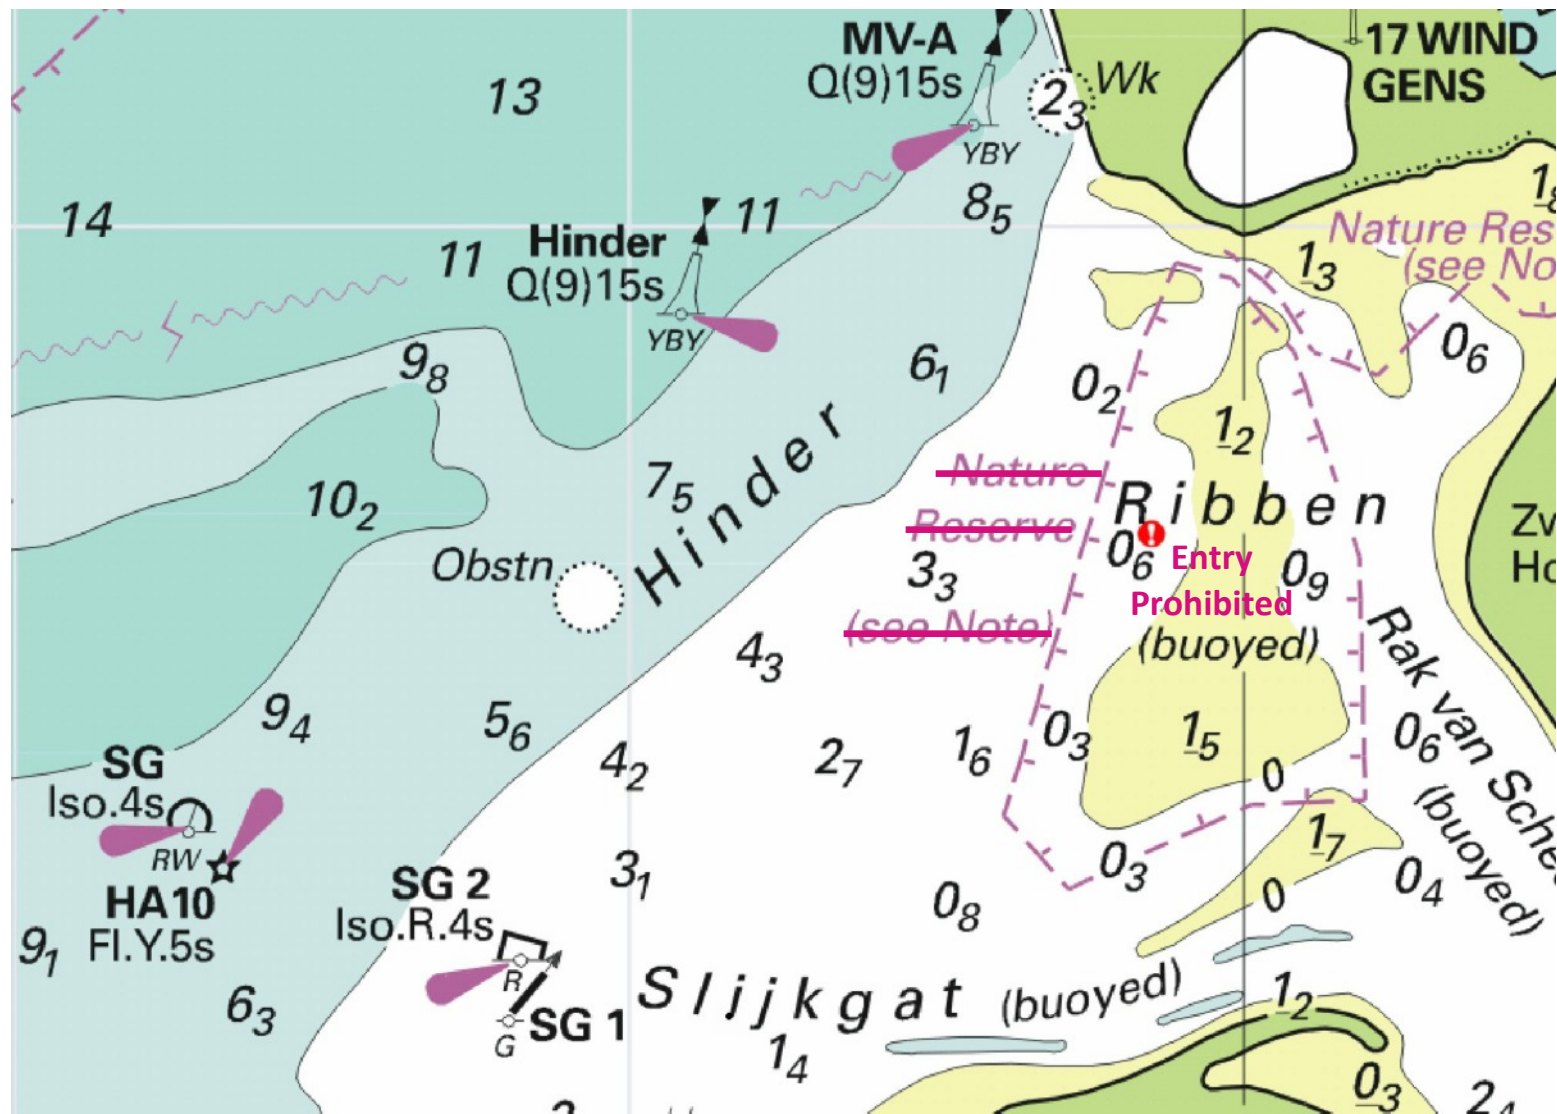 MV-A
Q(9)15s
YBY
2₃ Wk
17 WIND
GENS
13
14
11
11
Hinder
Q(9)15s
YBY
8₅
1₃
Nature Res
(see No
9₈
6₁
0₂
0₆
1₂
10₂
7₅
Hinder
Obstn
Nature
Reserve
(see Note)
3₃
Ribben
0₆
Entry
Prohibited
0₉
(buoyed)
Zv
Ho
4₃
9₄
5₆
4₂
2₇
1₆
0₃
1₅
0
0₆
Rak van Sche
(buoyed)
SG
Iso.4s
RW
HA10
Fl.Y.5s
9₁
SG 2
Iso.R.4s
R
3₁
0₈
0₃
1₇
0
0₄
6₃
SG 1
G
Slijkgat (buoyed)
1₄
1₂
0₃